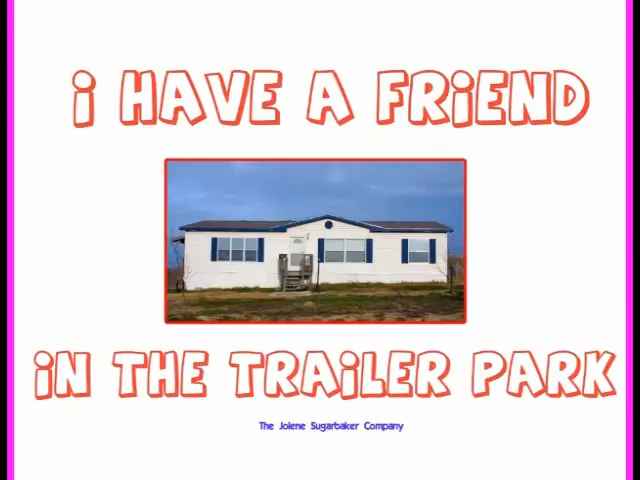 i HAVE A FRiEND
iN THE TRAiLER PARK
The Jolene Sugarbaker Company